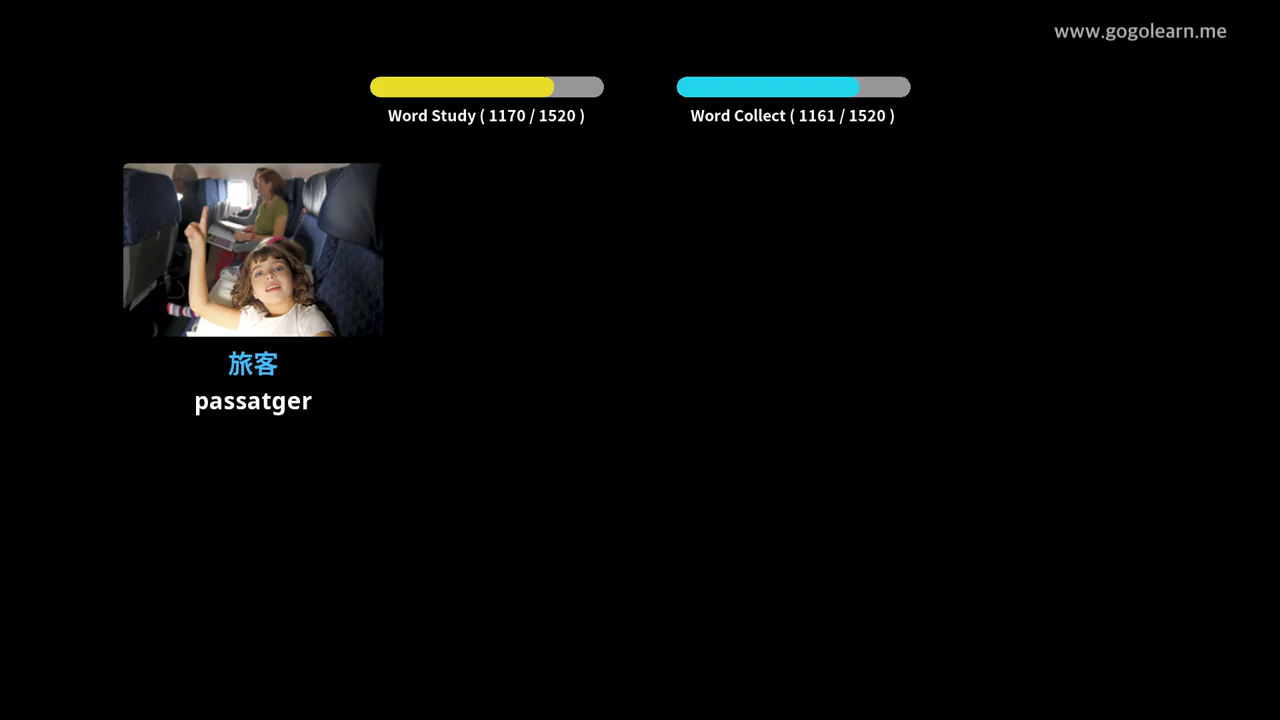 www.gogolearn.me
Word Study ( 1170 / 1520 )
Word Collect ( 1161 / 1520 )
旅客
passatger